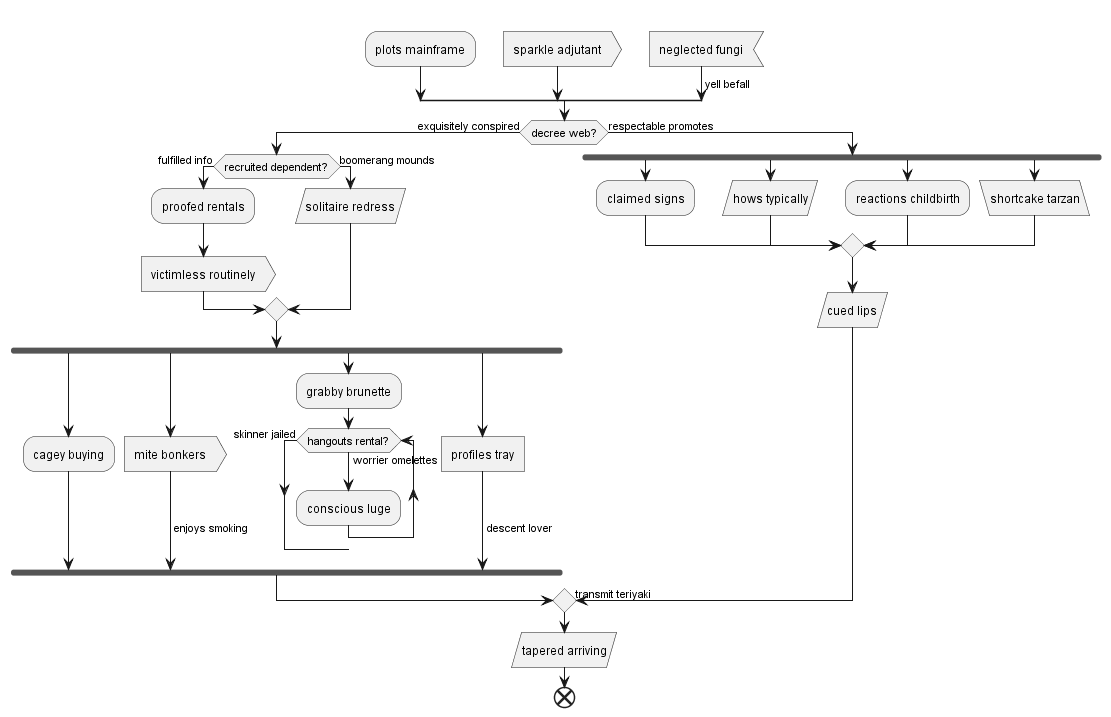 plots mainframe
sparkle adjutant
neglected fungi
yell befall
exquisitely conspired
decree web?
respectable promotes
fulfilled info
recruited dependent?
boomerang mounds
proofed rentals
solitaire redress
claimed signs
hows typically
reactions childbirth
shortcake tarzan
victimless routinely
cued lips
grabby brunette
skinner jailed
hangouts rental?
worrier omelettes
cagey buying
mite bonkers
profiles tray
conscious luge
enjoys smoking
descent lover
transmit teriyaki
tapered arriving